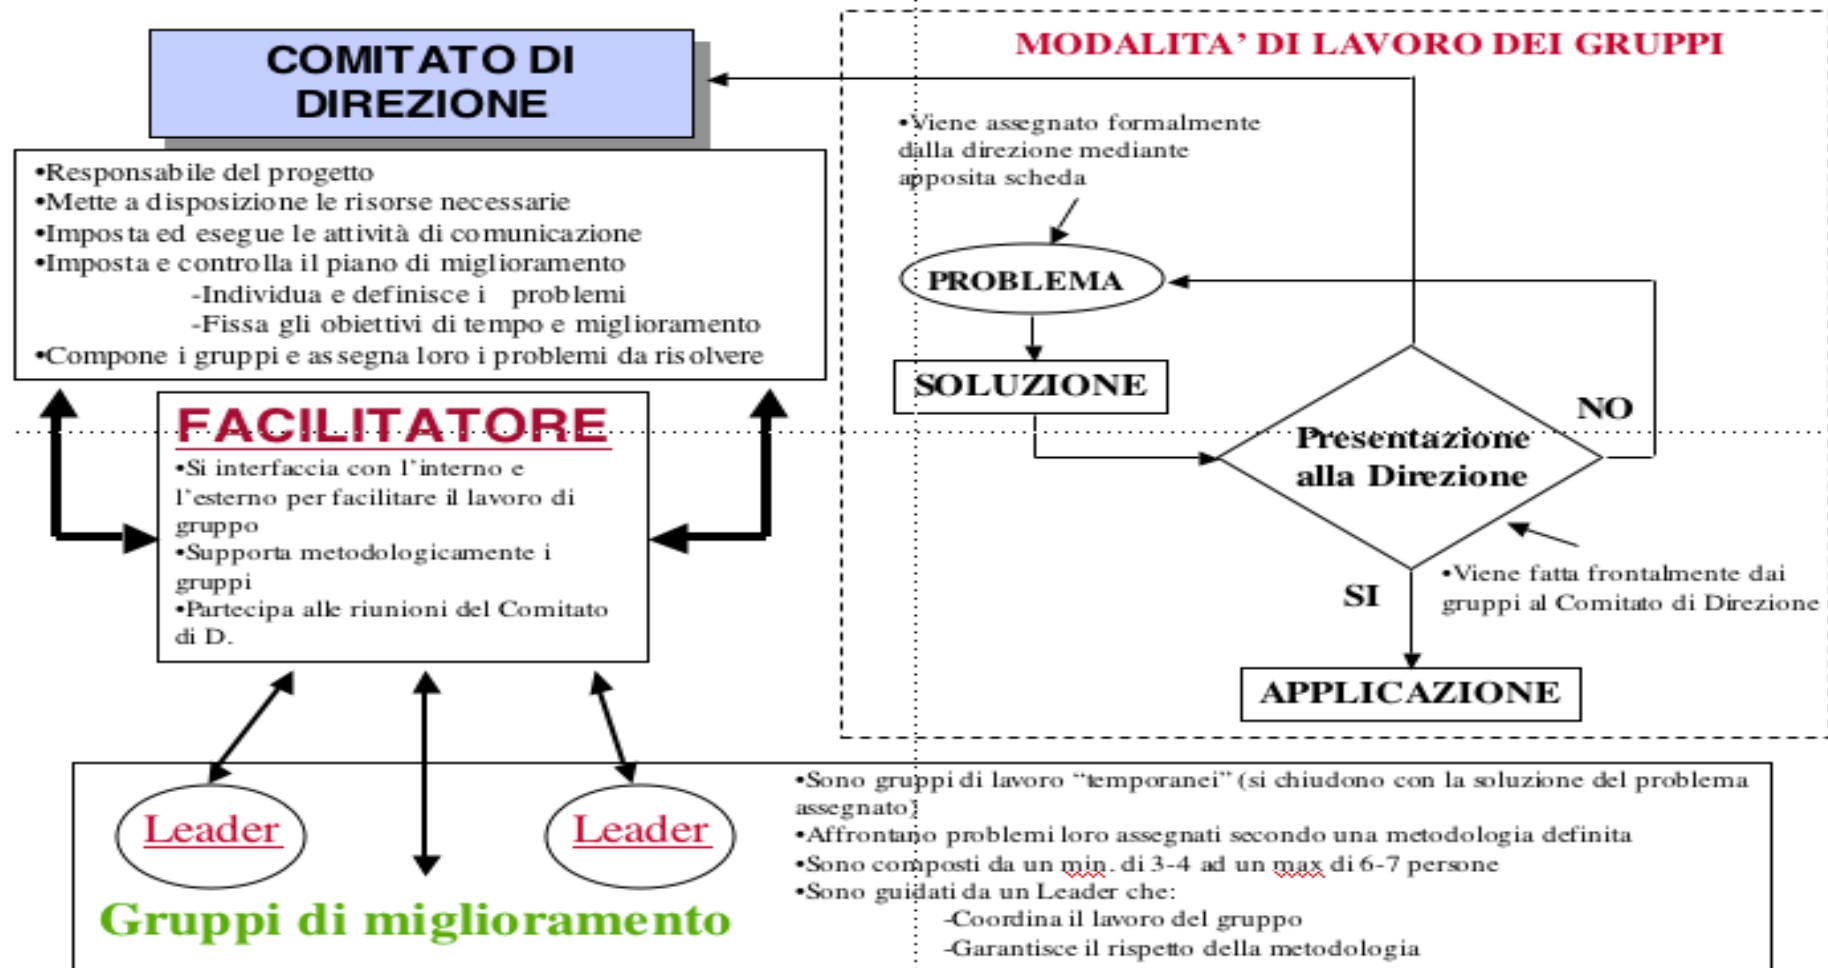 COMITATO DI
DIREZIONE
•Responsabile del progetto
•Mette a disposizione le risorse necessarie
•Imposta ed esegue le attività di comunicazione
•Imposta e controlla il piano di miglioramento
-Individua e definisce i problemi
-Fissa gli obiettivi di tempo e miglioramento
•Compone i gruppi e assegna loro i problemi da risolvere
FACILITATORE
•Si interfaccia con l'interno e
l'esterno per facilitare il lavoro di
gruppo
•Supporta metodologicamente i
gruppi
•Partecipa alle riunioni del Comitato
di D.
MODALITA' DI LAVORO DEI GRUPPI
•Viene assegnato formalmente
dalla direzione mediante
apposita scheda
PROBLEMA
SOLUZIONE
Presentazione
alla Direzione
NO
SI
•Viene fatta frontalmente dai
gruppi al Comitato di Direzione
APPLICAZIONE
Leader
Leader
Gruppi di miglioramento
•Sono gruppi di lavoro “temporanei” (si chiudono con la soluzione del problema
assegnato)
•Affrontano problemi loro assegnati secondo una metodologia definita
•Sono composti da un min. di 3-4 ad un max di 6-7 persone
•Sono guidati da un Leader che:
-Coordina il lavoro del gruppo
-Garantisce il rispetto della metodologia